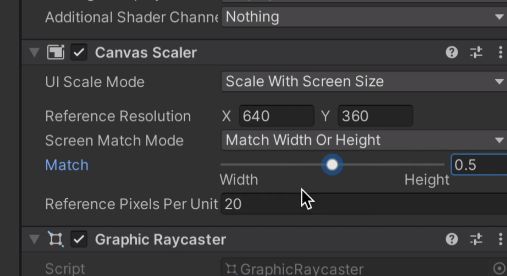 Additional Shader Channe Nothing
Canvas Scaler
UI Scale Mode Scale With Screen Size
Reference Resolution X 640 Y 360
Screen Match Mode Match Width Or Height
Match 0.5
Width Height
Reference Pixels Per Unit 20
Graphic Raycaster
Script GraphicRaycaster